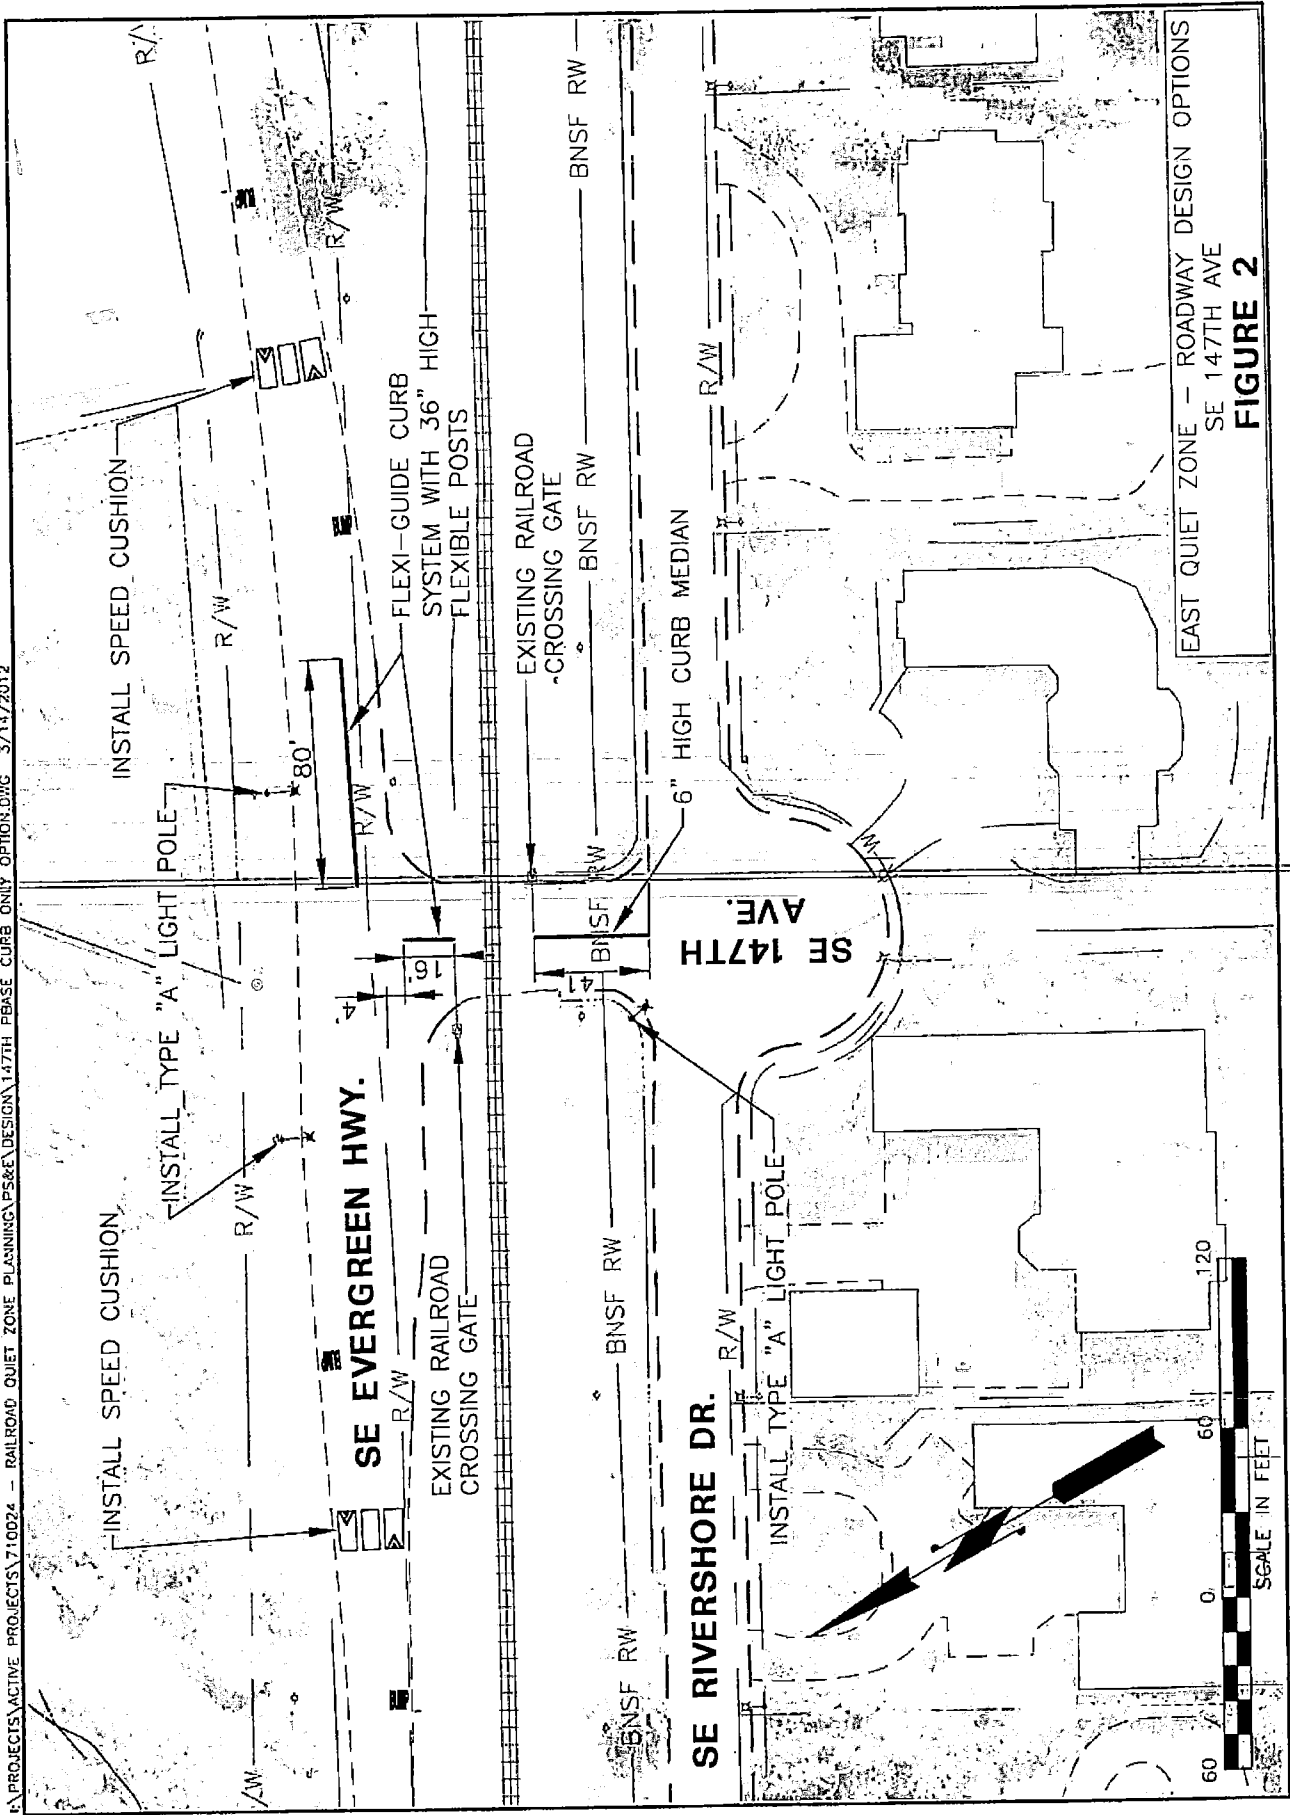 I:\PROJECTS\ACTIVE PROJECTS\710024 - RAILROAD QUIET ZONE PLANNING\PS&E\DESIGN\147TH PBASE CURB ONLY OPTION.DWG 3/14/2012
INSTALL SPEED CUSHION
INSTALL TYPE "A" LIGHT POLE
INSTALL SPEED CUSHION
R/W
R/W
R/W
R/W
80'
R/W
R/W
R/W
SE EVERGREEN HWY.
4'
16'
FLEXI-GUIDE CURB
SYSTEM WITH 36" HIGH
FLEXIBLE POSTS
EXISTING RAILROAD
CROSSING GATE
EXISTING RAILROAD
CROSSING GATE
41'
BNSF RW
BNSF RW
BNSF RW
BNSF RW
BNSF RW
BNSF RW
6" HIGH CURB MEDIAN
SE RIVERSHORE DR.
R/W
R/W
INSTALL TYPE "A" LIGHT POLE
SE 147TH
AVE.
W
60
0
60
120
SCALE IN FEET
EAST QUIET ZONE - ROADWAY DESIGN OPTIONS
SE 147TH AVE
FIGURE 2